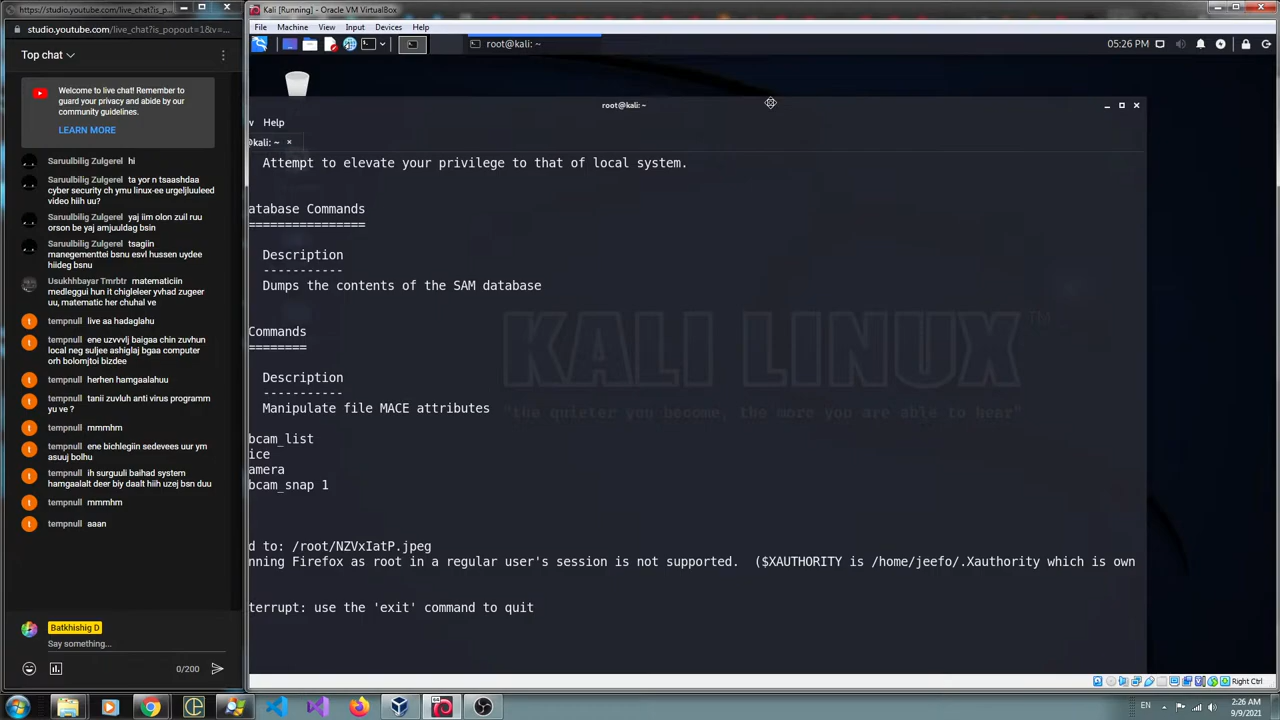 https://studio.youtube.com/live_chat?is_p...
studio.youtube.com/live_chat?is_popout=1&v=...
Top chat
Welcome to live chat! Remember to
guard your privacy and abide by our
community guidelines.
LEARN MORE
Saruulbilig Zulgerel hi
Saruulbilig Zulgerel ta yor n tsaashdaa
cyber security ch ymu linux-ee urgeljluuleed
video hiih uu?
Saruulbilig Zulgerel yaj iim olon zuil ruu
orson be yaj amjuuldag bsin
Saruulbilig Zulgerel tsagiin
manegementtei bsnu esvl hussen uydee
hiideg bsnu
Usukhhbayar Tmrbtr matematiciin
medleggui hun it chigleleer yvhad zugeer
uu, matematic her chuhal ve
tempnull live aa hadaglahu
tempnull ene uzvvvlj baigaa chin zuvhun
local neg suljee ashiglaj bgaa computer
orh bolomjtoi bizdee
tempnull herhen hamgaalahuu
tempnull tanii zuvluh anti virus programm
yu ve ?
tempnull mmmhm
tempnull ene bichlegiin sedevees uur ym
asuuj bolhu
tempnull ih surguuli baihad system
hamgaalalt deer biy daalt hiih uzej bsn duu
tempnull mmmhm
tempnull aaan
Batkhishig D
Say something...
0/200
Kali [Running] - Oracle VM VirtualBox
File Machine View Input Devices Help
root@kali: ~
05:26 PM
root@kali: ~
w Help
@kali: ~
Attempt to elevate your privilege to that of local system.
atabase Commands
================
Description
-----------
Dumps the contents of the SAM database
Commands
========
Description
-----------
Manipulate file MACE attributes
KALI LINUX™
"the quieter you become, the more you are able to hear"
bcam_list
ice
amera
bcam_snap 1
d to: /root/NZVxIatP.jpeg
nning Firefox as root in a regular user's session is not supported. ($XAUTHORITY is /home/jeefo/.Xauthority which is own
terrupt: use the 'exit' command to quit
Right Ctrl
EN
2:26 AM
9/9/2021